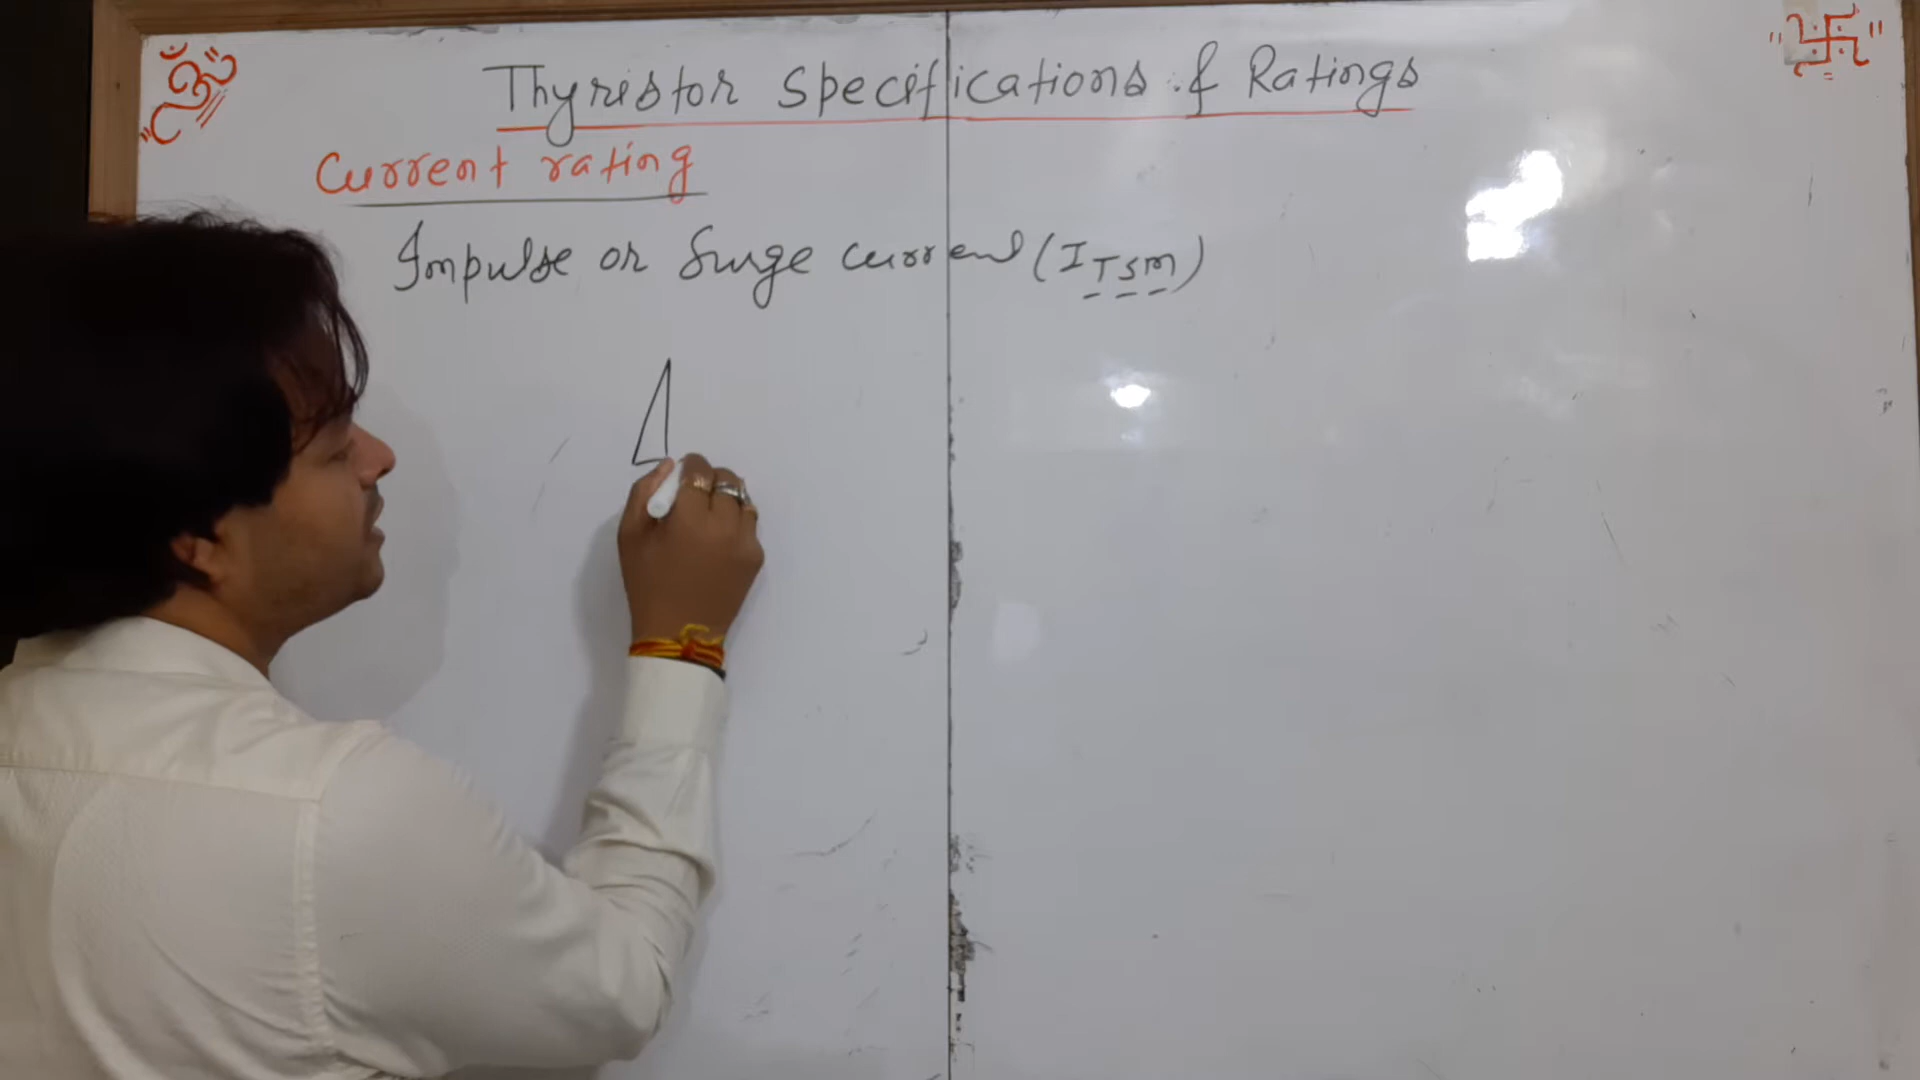 ॐ
Thyristor Specifications & Ratings
Current rating
Impulse or Surge current (ITSM)